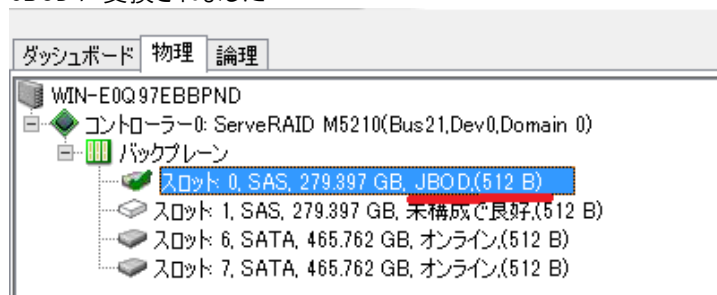 ダッシュボード 物理 論理
WIN-E0Q97EBBPND
コントローラー0: ServeRAID M5210(Bus21,Dev0,Domain 0)
バックプレーン
スロット: 0, SAS, 279.397 GB, JBOD,(512 B)
スロット: 1, SAS, 279.397 GB, 未構成で良好,(512 B)
スロット: 6, SATA, 465.762 GB, オンライン,(512 B)
スロット: 7, SATA, 465.762 GB, オンライン,(512 B)